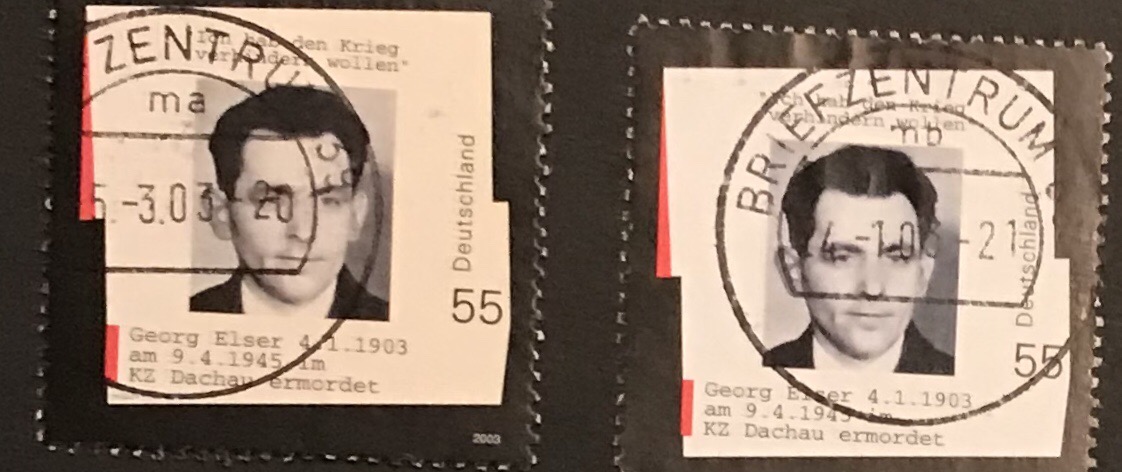 "Ich hab den Krieg
verhindern wollen"
ZENTRU
ma
5.-3.03-20
Deutschland
55
Georg Elser 4.1.1903
am 9.4.1945 im
KZ Dachau ermordet
2003
"Ich hab den Krieg
verhindern wollen"
BRIEFZENTRUM
mb
-21
Deutschland
55
Georg Elser 4.1.1903
am 9.4.1945 im
KZ Dachau ermordet